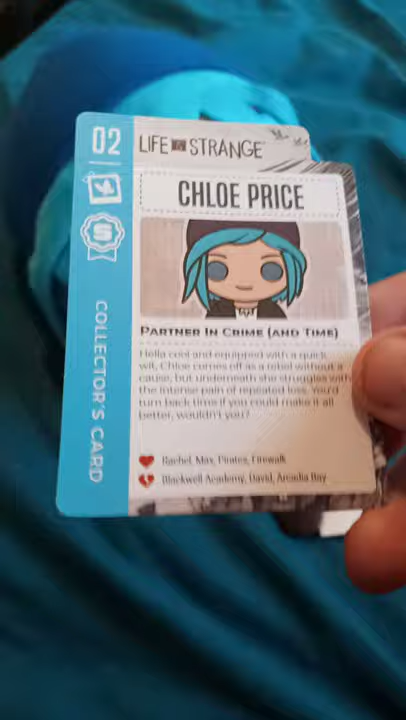 02
LIFE IS STRANGE
CHLOE PRICE
PARTNER IN CRIME (AND TIME)
Hella cool and equipped with a quick
wit, Chloe comes off as a rebel without a
cause, but underneath she struggles with
the intense pain of repeated loss. You'd
turn back time if you could make it all
better, wouldn't you?
Rachel, Max, Pirates, Firewalk
Blackwell Academy, David, Arcadia Bay
COLLECTOR'S CARD
S